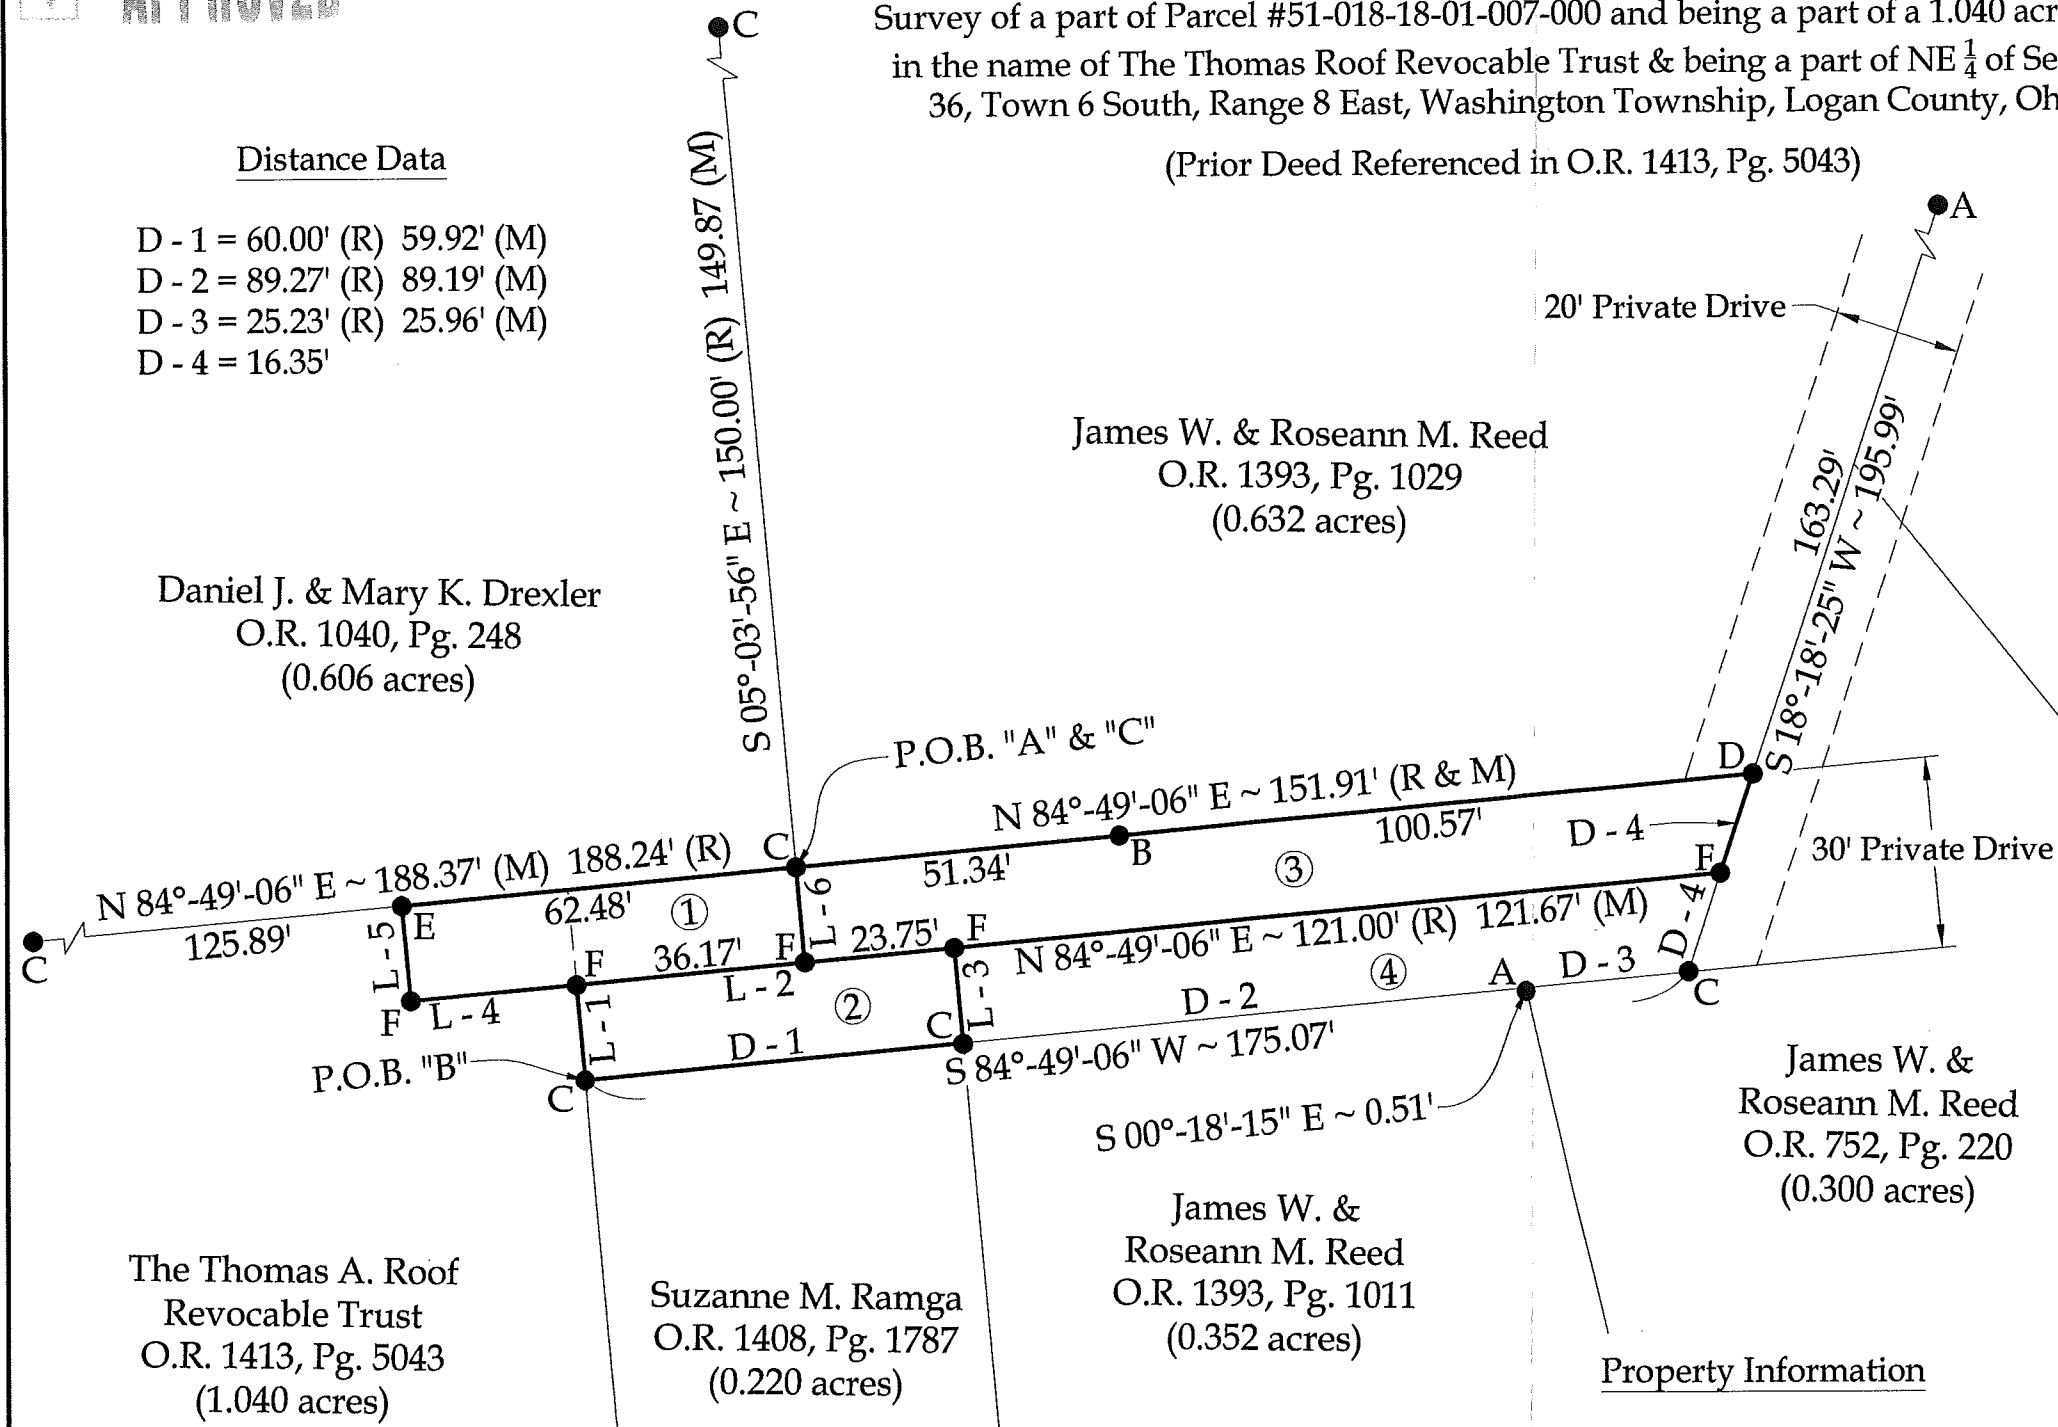 APPROVED
Survey of a part of Parcel #51-018-18-01-007-000 and being a part of a 1.040 acr
in the name of The Thomas Roof Revocable Trust & being a part of NE 1/4 of Se
36, Town 6 South, Range 8 East, Washington Township, Logan County, Oh
(Prior Deed Referenced in O.R. 1413, Pg. 5043)
Distance Data
D - 1 = 60.00' (R) 59.92' (M)
D - 2 = 89.27' (R) 89.19' (M)
D - 3 = 25.23' (R) 25.96' (M)
D - 4 = 16.35'
C
S 05°-03'-56" E ~ 150.00' (R) 149.87 (M)
A
20' Private Drive
163.29'
S 18°-18'-25" W ~ 195.99'
James W. & Roseann M. Reed
O.R. 1393, Pg. 1029
(0.632 acres)
Daniel J. & Mary K. Drexler
O.R. 1040, Pg. 248
(0.606 acres)
P.O.B. "A" & "C"
N 84°-49'-06" E ~ 151.91' (R & M)
D
100.57'
D - 4
30' Private Drive
B
51.34'
3
F
C
N 84°-49'-06" E ~ 188.37' (M) 188.24' (R)
62.48'
1
L - 6
E
L - 5
125.89'
C
F
36.17'
F
23.75'
F
N 84°-49'-06" E ~ 121.00' (R) 121.67' (M)
D - 4
L - 2
L - 3
4
A
D - 3
C
F
L - 4
L - 1
2
D - 2
D - 1
C
S 84°-49'-06" W ~ 175.07'
P.O.B. "B"
C
S 00°-18'-15" E ~ 0.51'
James W. &
Roseann M. Reed
O.R. 752, Pg. 220
(0.300 acres)
James W. &
Roseann M. Reed
O.R. 1393, Pg. 1011
(0.352 acres)
The Thomas A. Roof
Revocable Trust
O.R. 1413, Pg. 5043
(1.040 acres)
Suzanne M. Ramga
O.R. 1408, Pg. 1787
(0.220 acres)
Property Information